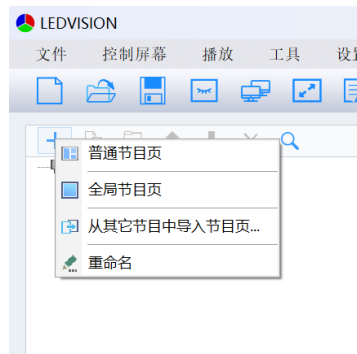 LEDVISION
文件 控制屏幕 播放 工具 设置
普通节目页
全局节目页
从其它节目中导入节目页...
重命名